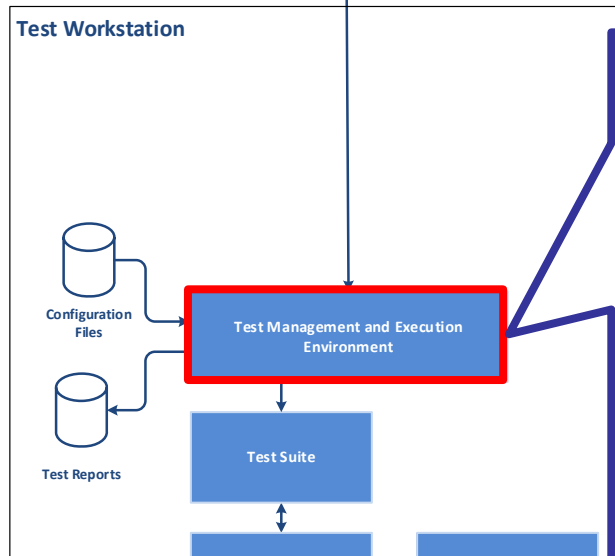 Test Workstation
Configuration
Files
Test Management and Execution
Environment
Test Suite
Test Reports